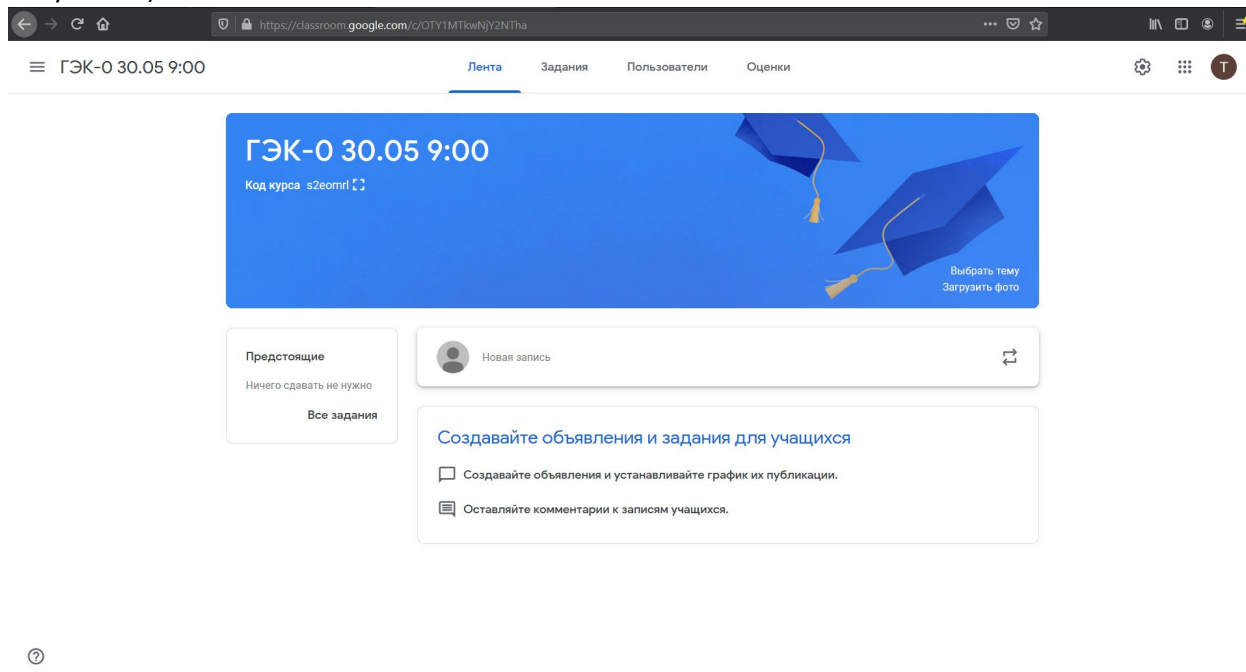 https://classroom.google.com/c/OTY1MTkwNjY2NTha
ГЭК-0 30.05 9:00
Лента Задания Пользователи Оценки
T
ГЭК-0 30.05 9:00
Код курса s2eomrl
Выбрать тему
Загрузить фото
Предстоящие
Ничего сдавать не нужно
Все задания
Новая запись
Создавайте объявления и задания для учащихся
Создавайте объявления и устанавливайте график их публикации.
Оставляйте комментарии к записям учащихся.